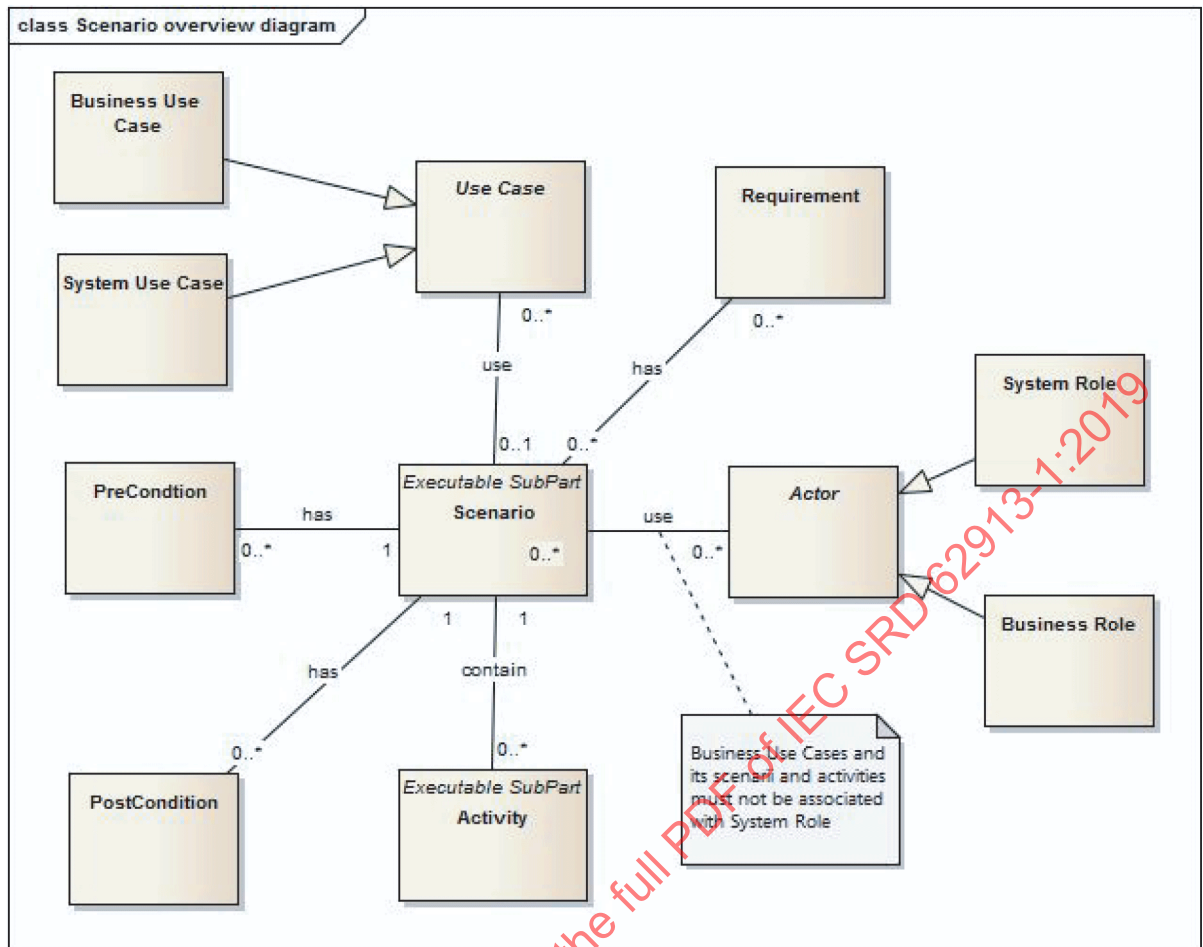 class Scenario overview diagram
Business Use
Case
Use Case
Requirement
System Use Case
0..*
0..*
use
has
System Role
0..1
0..*
PreCondtion
has
0..*
1
Executable SubPart
Scenario
0..*
use
0..*
Actor
1
1
Business Role
has
contain
0..*
0..*
PostCondition
Executable SubPart
Activity
Business Use Cases and
its scenarii and activities
must not be associated
with System Role
the full PDF of IEC SRD 62913-1:2019